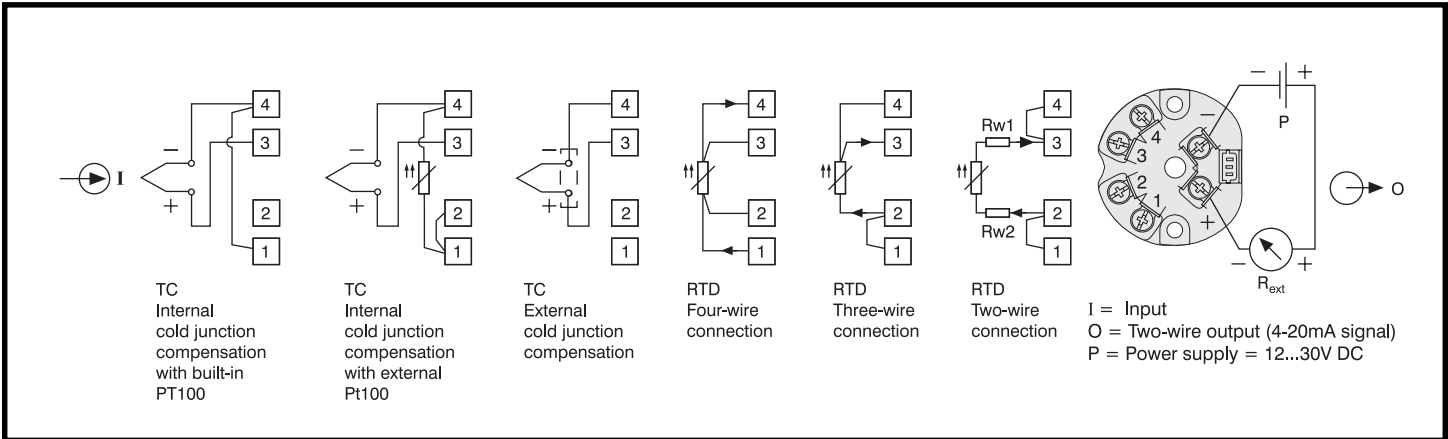 I
−
+
4
3
2
1
TC
Internal
cold junction
compensation
with built-in
PT100
−
+
4
3
2
1
TC
Internal
cold junction
compensation
with external
Pt100
−
+
4
3
2
1
TC
External
cold junction
compensation
4
3
2
1
RTD
Four-wire
connection
4
3
2
1
RTD
Three-wire
connection
Rw1
Rw2
4
3
2
1
RTD
Two-wire
connection
− +
P
4
3
2
1
−
+
− +
Rext
O
I = Input
O = Two-wire output (4-20mA signal)
P = Power supply = 12...30V DC